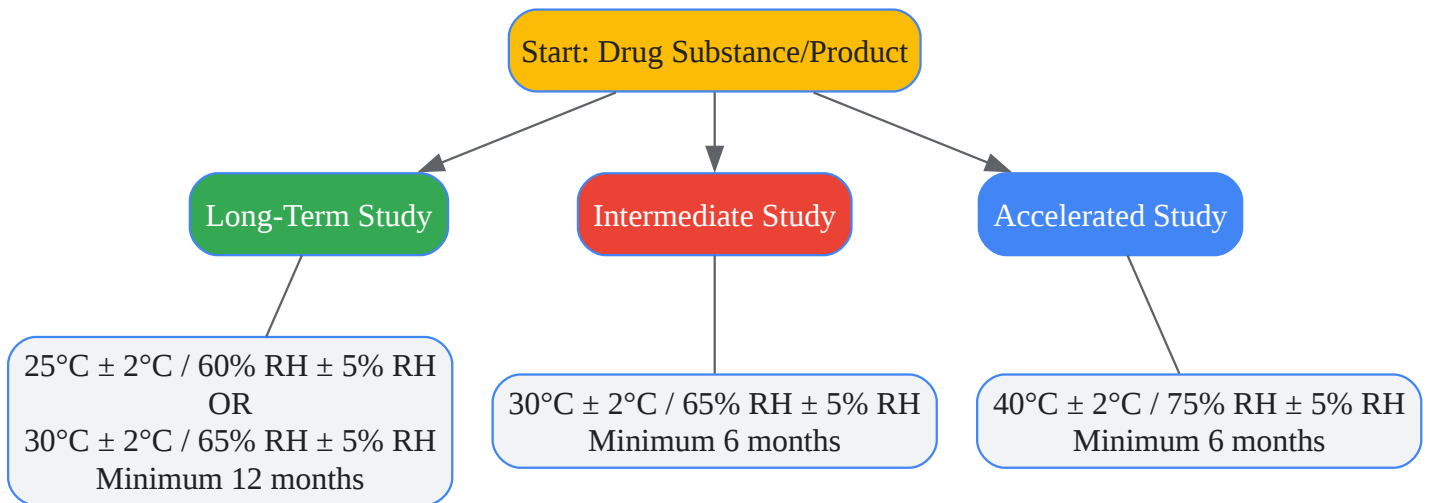 Start: Drug Substance/Product
Long-Term Study
Intermediate Study
Accelerated Study
25°C ± 2°C / 60% RH ± 5% RH
OR
30°C ± 2°C / 65% RH ± 5% RH
Minimum 12 months
30°C ± 2°C / 65% RH ± 5% RH
Minimum 6 months
40°C ± 2°C / 75% RH ± 5% RH
Minimum 6 months